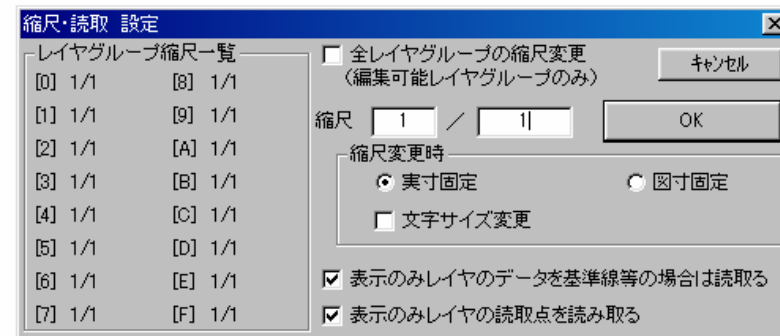 縮尺・読取 設定
レイヤグループ縮尺一覧
[0] 1/1 [8] 1/1
[1] 1/1 [9] 1/1
[2] 1/1 [A] 1/1
[3] 1/1 [B] 1/1
[4] 1/1 [C] 1/1
[5] 1/1 [D] 1/1
[6] 1/1 [E] 1/1
[7] 1/1 [F] 1/1
全レイヤグループの縮尺変更
(編集可能レイヤグループのみ)
キャンセル
縮尺 1 / 1
OK
縮尺変更時
実寸固定 図寸固定
文字サイズ変更
表示のみレイヤのデータを基準線等の場合は読取る
表示のみレイヤの読取点を読み取る